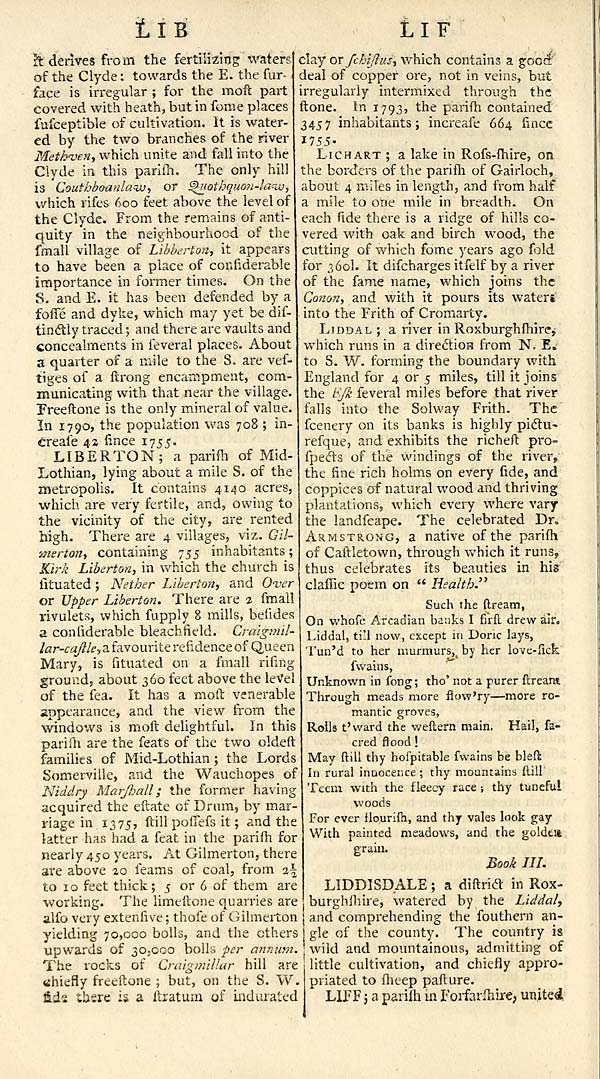 LIB
LIF
it derives from the fertilizing waters
of the Clyde: towards the E. the ſur-
face is irregular; for the moſt part
covered with heath, but in ſome places
ſuſceptible of cultivation. It is water-
ed by the two branches of the river
Methven, which unite and fall into the
Clyde in this pariſh. The only hill
is Couthboanlaw, or Quothquon-law,
which riſes 600 feet above the level of
the Clyde. From the remains of anti-
quity in the neighbourhood of the
ſmall village of Libberton, it appears
to have been a place of conſiderable
importance in former times. On the
S. and E. it has been defended by a
foſſé and dyke, which may yet be diſ-
tinctly traced; and there are vaults and
concealments in ſeveral places. About
a quarter of a mile to the S. are veſ-
tiges of a ſtrong encampment, com-
municating with that near the village.
Freeſtone is the only mineral of value.
In 1790, the population was 708; in-
creaſe 42 ſince 1755.
LIBERTON; a pariſh of Mid-
Lothian, lying about a mile S. of the
metropolis. It contains 4140 acres,
which are very fertile, and, owing to
the vicinity of the city, are rented
high. There are 4 villages, viz. Gil-
merton, containing 755 inhabitants;
Kirk Liberton, in which the church is
ſituated; Nether Liberton, and Over
or Upper Liberton. There are 2 ſmall
rivulets, which ſupply 8 mills, beſides
a conſiderable bleachfield. Craigmil-
lar-caſtle, a favourite reſidence of Queen
Mary, is ſituated on a ſmall riſing
ground, about 360 feet above the level
of the ſea. It has a moſt venerable
appearance, and the view from the
windows is moſt delightful. In this
pariſh are the ſeats of the two oldeſt
families of Mid-Lothian; the Lords
Somerville, and the Wauchopes of
Niddry Marſhall; the former having
acquired the eſtate of Drum, by mar-
riage in 1375, ſtill poſſeſs it; and the
latter has had a ſeat in the pariſh for
nearly 450 years. At Gilmerton, there
are above 20 ſeams of coal, from 2½
to 10 feet thick; 5 or 6 of them are
working. The limeſtone quarries are
alſo very extenſive; thoſe of Gilmerton
yielding 70,000 bolls, and the others
upwards of 30,000 bolls per annum.
The rocks of Craigmillar hill are
chiefly freeſtone; but, on the S. W.
ſide there is a ſtratum of indurated
clay or ſchiſtus, which contains a good
deal of copper ore, not in veins, but
irregularly intermixed through the
ſtone. In 1793, the pariſh contained
3457 inhabitants; increaſe 664 ſince
1755.
LICHART; a lake in Roſs-ſhire, on
the borders of the pariſh of Gairloch,
about 4 miles in length, and from half
a mile to one mile in breadth. On
each ſide there is a ridge of hills co-
vered with oak and birch wood, the
cutting of which ſome years ago ſold
for 360l. It diſcharges itſelf by a river
of the ſame name, which joins the
Conon, and with it pours its waters
into the Frith of Cromarty.
LIDDAL; a river in Roxburghſhire,
which runs in a direction from N. E.
to S. W. forming the boundary with
England for 4 or 5 miles, till it joins
the Eſk ſeveral miles before that river
falls into the Solway Frith. The
ſcenery on its banks is highly pictu-
reſque, and exhibits the richeſt pro-
ſpects of the windings of the river,
the fine rich holms on every ſide, and
coppices of natural wood and thriving
plantations, which every where vary
the landſcape. The celebrated Dr.
ARMSTRONG, a native of the pariſh
of Caſtletown, through which it runs,
thus celebrates its beauties in his
claſſic poem on “ Health.”
Such the ſtream,
On whoſe Arcadian banks I firſt drew air.
Liddal, till now, except in Doric lays,
Tun'd to her murmurs, by her love-ſick
ſwains,
Unknown in ſong; tho' not a purer ſtream
Through meads more flow'ry—more ro-
mantic groves,
Rolls t'ward the weſtern main. Hail, ſa-
cred flood!
May ſtill thy hoſpitable ſwains be bleſt
In rural innocence; thy mountains ſtill
Teem with the fleecy race; thy tuneful
woods
For ever flouriſh, and thy vales look gay
With painted meadows, and the golden
grain.
Book III.
LIDDISDALE; a diſtrict in Rox-
burghſhire, watered by the Liddal,
and comprehending the ſouthern an-
gle of the county. The country is
wild and mountainous, admitting of
little cultivation, and chiefly appro-
priated to ſheep paſture.
LIFF; a pariſh in Forfarſhire, united